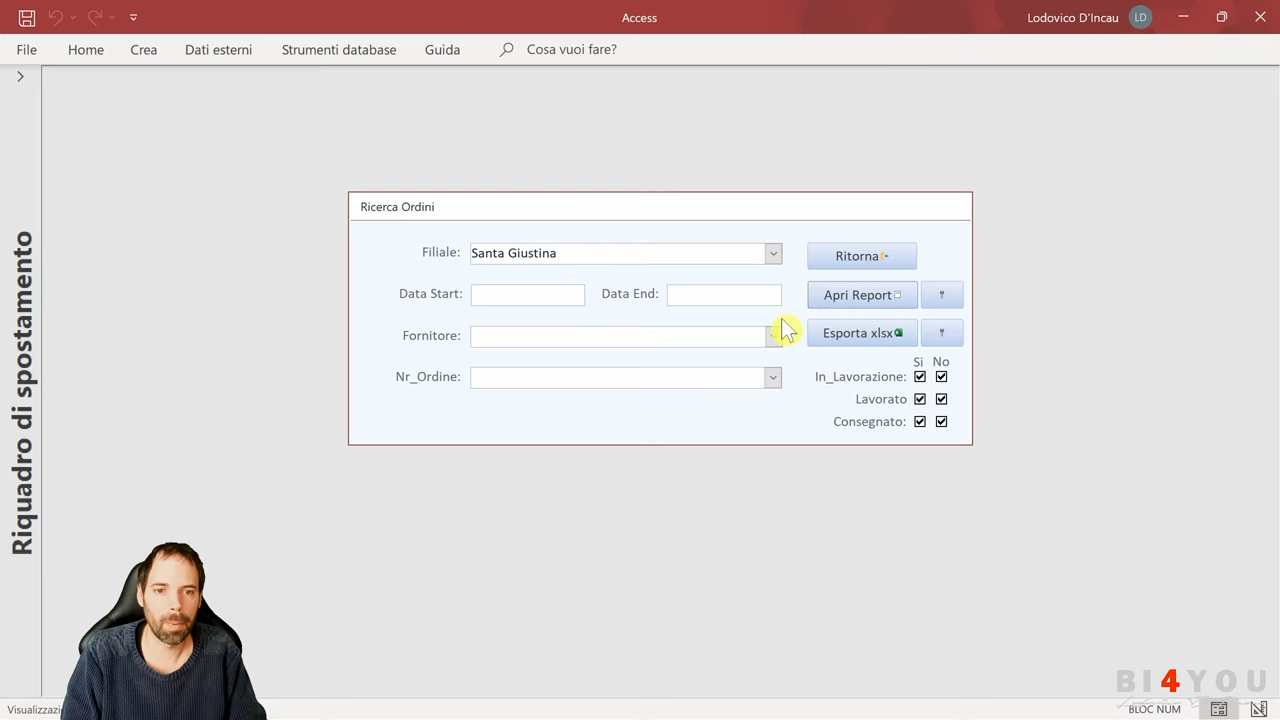 Access
Lodovico D'Incau
LD
File
Home
Crea
Dati esterni
Strumenti database
Guida
Cosa vuoi fare?
Riquadro di spostamento
Ricerca Ordini
Filiale:
Santa Giustina
Ritorna
Data Start:
Data End:
Apri Report
Fornitore:
Esporta xlsx
Si No
Nr_Ordine:
In_Lavorazione:
Lavorato
Consegnato:
BI4YOU
BLOC NUM